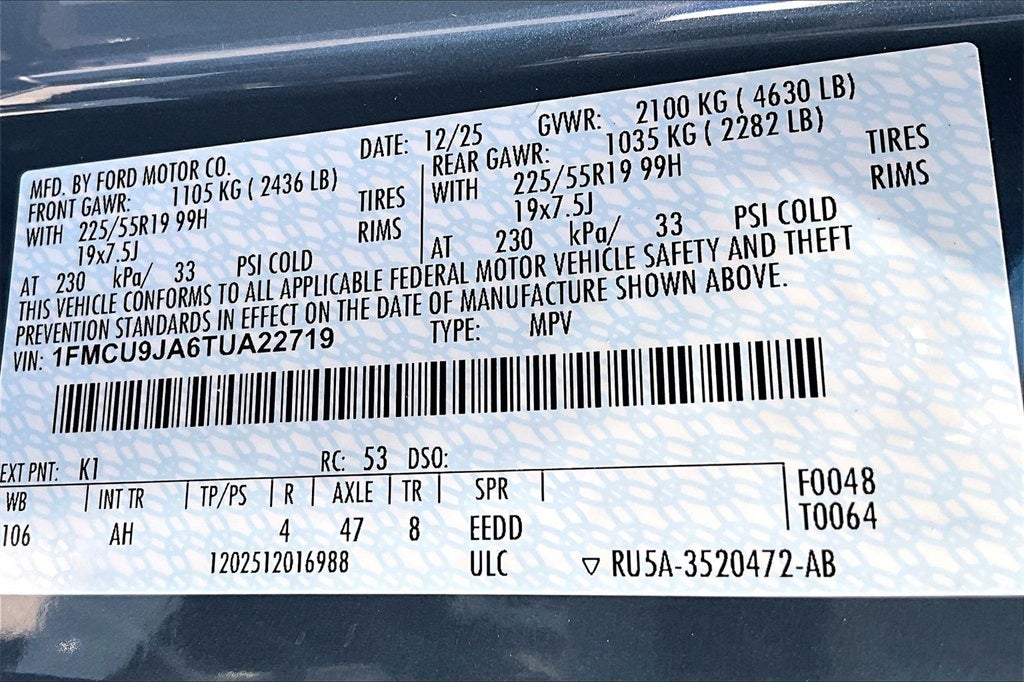 MFD. BY FORD MOTOR CO. DATE: 12/25 GVWR: 2100 KG ( 4630 LB)
FRONT GAWR: 1105 KG ( 2436 LB) REAR GAWR: 1035 KG ( 2282 LB)
WITH 225/55R19 99H TIRES WITH 225/55R19 99H TIRES
19x7.5J RIMS 19x7.5J RIMS
AT 230 kPa/ 33 PSI COLD AT 230 kPa/ 33 PSI COLD
THIS VEHICLE CONFORMS TO ALL APPLICABLE FEDERAL MOTOR VEHICLE SAFETY AND THEFT
PREVENTION STANDARDS IN EFFECT ON THE DATE OF MANUFACTURE SHOWN ABOVE.
VIN: 1FMCU9JA6TUA22719 TYPE: MPV
EXT PNT: K1 RC: 53 DSO:
WB INT TR TP/PS R AXLE TR SPR F0048
106 AH 4 47 8 EEDD T0064
1202512016988 ULC ▽ RU5A-3520472-AB